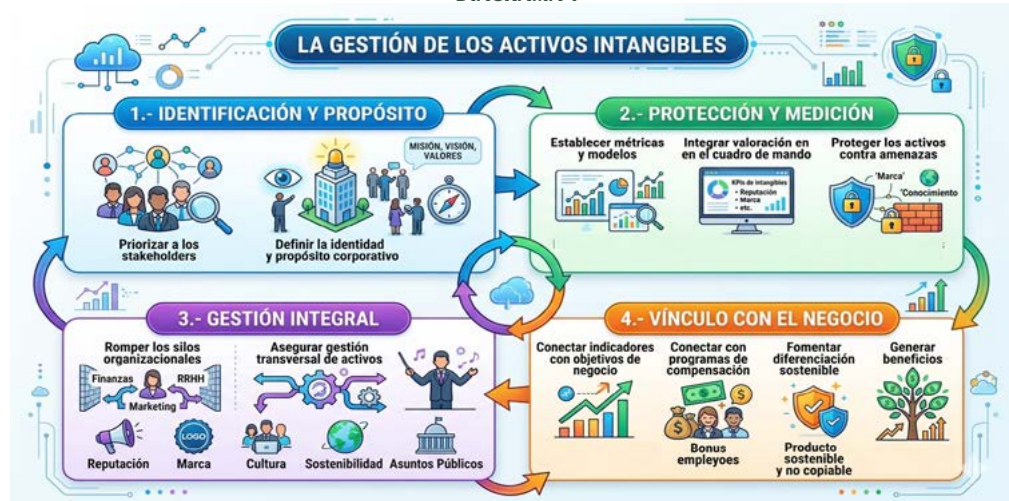 LA GESTIÓN DE LOS ACTIVOS INTANGIBLES
1.- IDENTIFICACIÓN Y PROPÓSITO
MISIÓN, VISIÓN,
VALORES
Priorizar a los
stakeholders
Definir la identidad
y propósito corporativo
2.- PROTECCIÓN Y MEDICIÓN
Establecer métricas
y modelos
Integrar valoración en
en el cuadro de mando
KPIs de intangibles
• Reputación
• Marca
• etc.
Proteger los activos
contra amenazas
'Marca'
'Conocimiento
3.- GESTIÓN INTEGRAL
Romper los silos
organizacionales
Finanzas
RRHH
Marketing
Asegurar gestión
transversal de activos
LOGO
Reputación
Marca
Cultura
Sostenibilidad
Asuntos Públicos
4.- VÍNCULO CON EL NEGOCIO
Conectar indicadores
con objetivos de
negocio
Conectar con
programas de
compensación
Bonus
empleyoes
Fomentar
diferenciación
sostenible
Producto
sostenible
y no copiable
Generar
beneficios